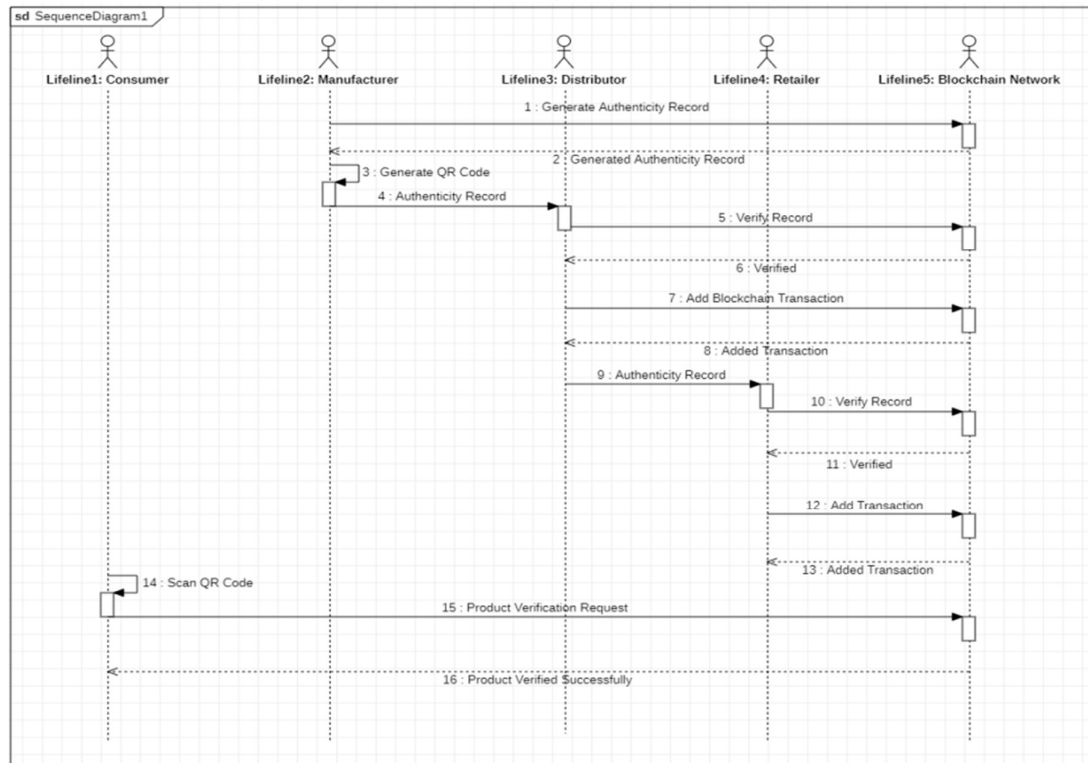 sd SequenceDiagram1
Lifeline1: Consumer
Lifeline2: Manufacturer
Lifeline3: Distributor
Lifeline4: Retailer
Lifeline5: Blockchain Network
1 : Generate Authenticity Record
2 : Generated Authenticity Record
3 : Generate QR Code
4 : Authenticity Record
5 : Verify Record
6 : Verified
7 : Add Blockchain Transaction
8 : Added Transaction
9 : Authenticity Record
10 : Verify Record
11 : Verified
12 : Add Transaction
13 : Added Transaction
14 : Scan QR Code
15 : Product Verification Request
16 : Product Verified Successfully